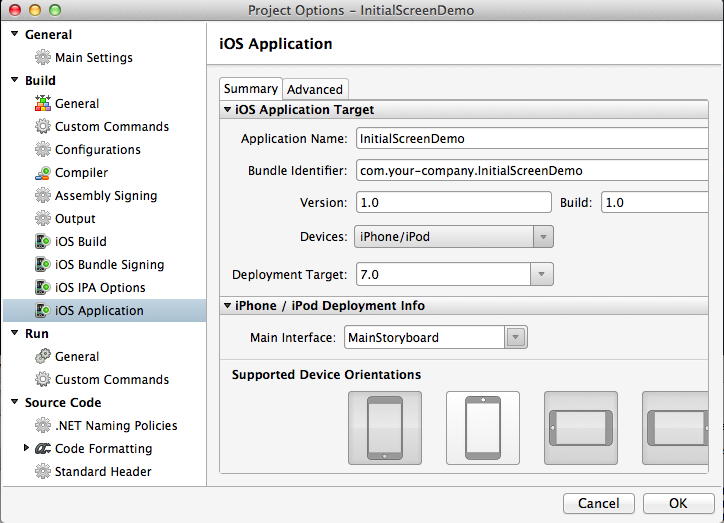 Project Options – InitialScreenDemo
General
Main Settings
Build
General
Custom Commands
Configurations
Compiler
Assembly Signing
Output
iOS Build
iOS Bundle Signing
iOS IPA Options
iOS Application
Run
General
Custom Commands
Source Code
.NET Naming Policies
Code Formatting
Standard Header
iOS Application
Summary Advanced
iOS Application Target
Application Name: InitialScreenDemo
Bundle Identifier: com.your-company.InitialScreenDemo
Version: 1.0 Build: 1.0
Devices: iPhone/iPod
Deployment Target: 7.0
iPhone / iPod Deployment Info
Main Interface: MainStoryboard
Supported Device Orientations
Cancel OK